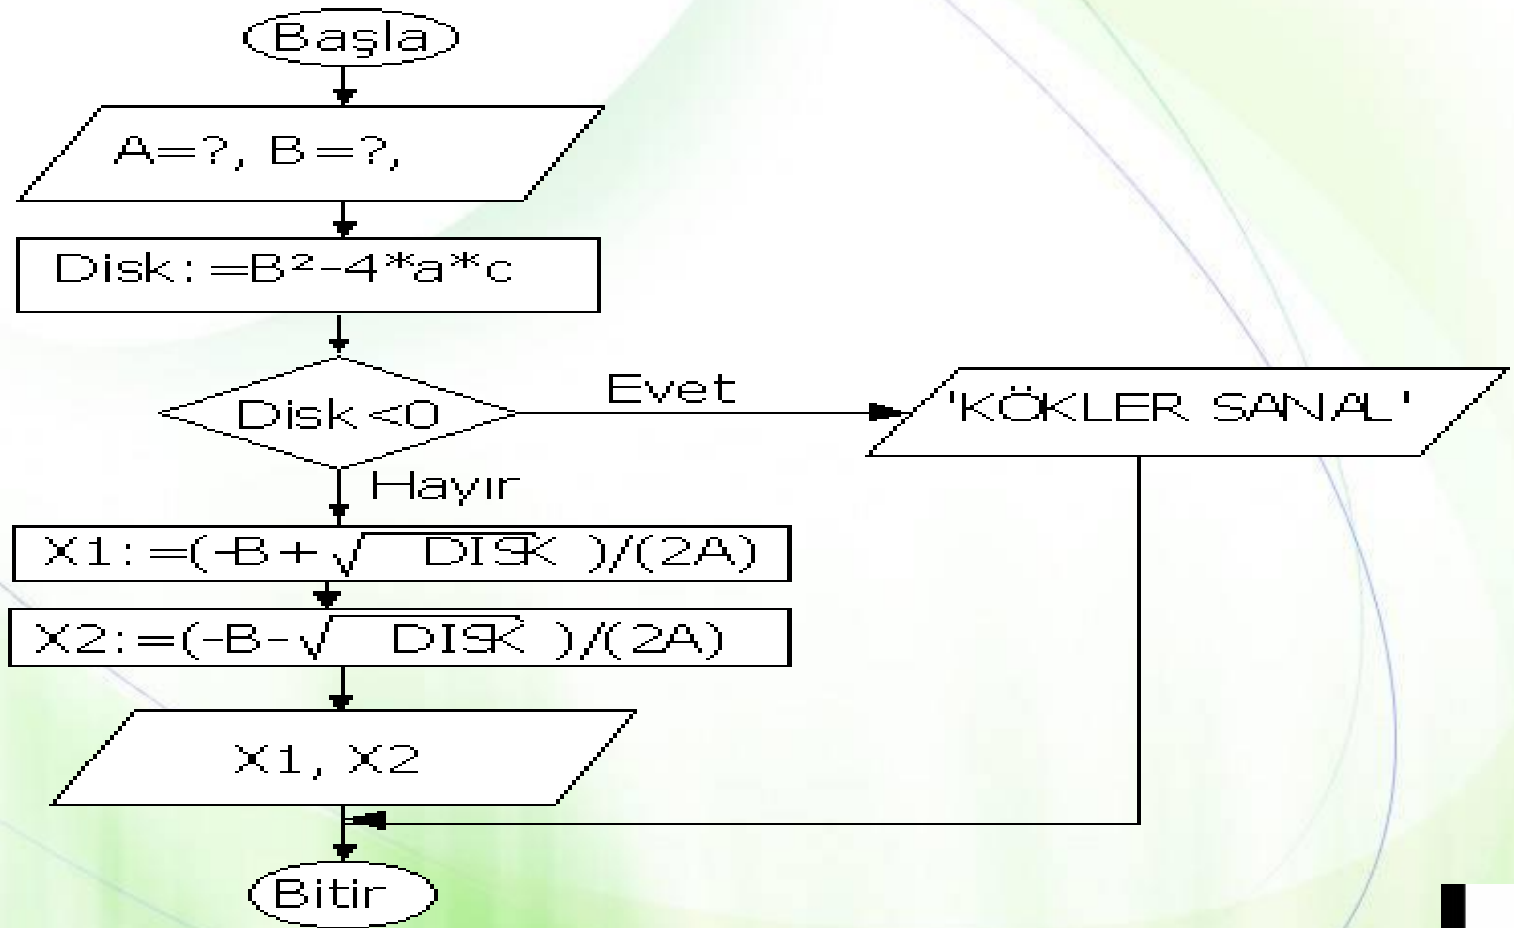 Başla
A=?, B=?,
Disk:=B²-4*a*c
Disk<0
Evet
'KÖKLER SANAL'
Hayır
X1:=(-B+√ DISK )/(2A)
X2:=(-B-√ DISK )/(2A)
X1, X2
Bitir